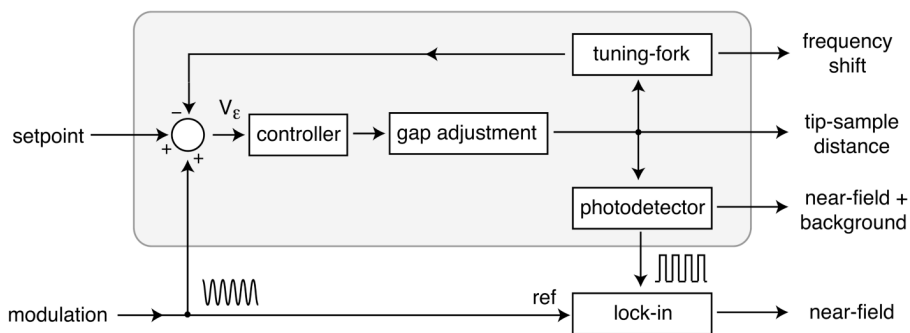 tuning-fork
frequency
shift
−
Vε
setpoint
+
+
controller
gap adjustment
tip-sample
distance
photodetector
near-field +
background
modulation
ref
lock-in
near-field